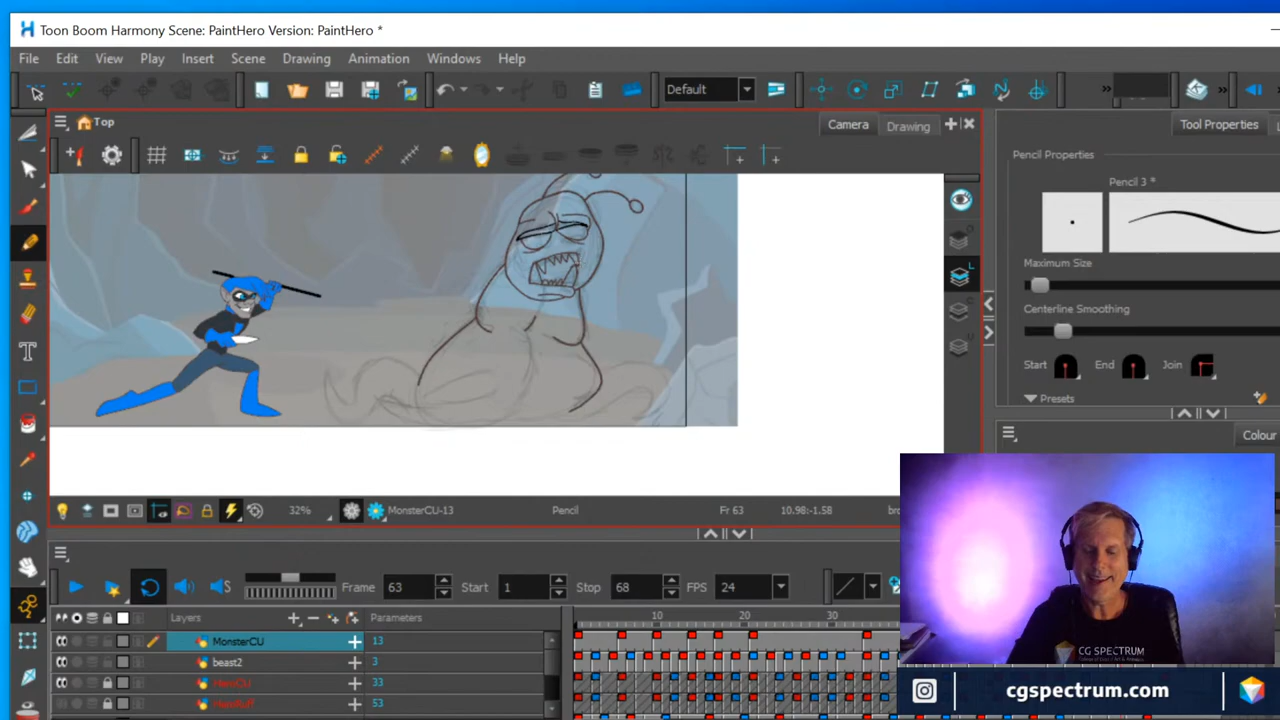 Toon Boom Harmony Scene: PaintHero Version: PaintHero *
File Edit View Play Insert Scene Drawing Animation Windows Help
Default
Top
Camera
Drawing
Tool Properties
Pencil Properties
Pencil 3 *
Maximum Size
Centerline Smoothing
Start
End
Join
Presets
Colour
32%
MonsterCU-13
Pencil
Fr 63
10.98:-1.58
Frame 63
Start 1
Stop 68
FPS 24
Layers
Parameters
10
20
30
MonsterCU
13
beast2
3
HeroCU
33
53
CG SPECTRUM
cgspectrum.com